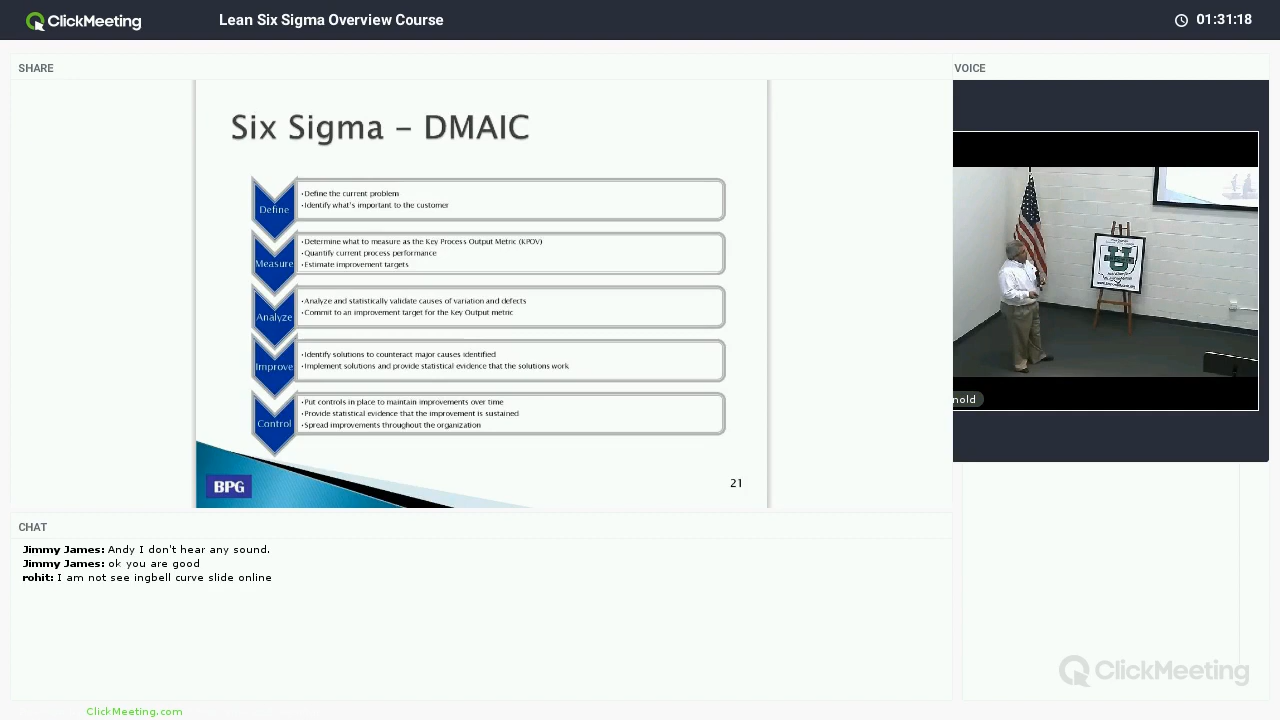 ClickMeeting
Lean Six Sigma Overview Course
01:31:18
SHARE
VOICE
Six Sigma – DMAIC
Define
•Define the current problem
•Identify what's important to the customer
Measure
•Determine what to measure as the Key Process Output Metric (KPOV)
•Quantify current process performance
•Estimate improvement targets
Analyze
•Analyze and statistically validate causes of variation and defects
•Commit to an improvement target for the Key Output metric
Improve
•Identify solutions to counteract major causes identified
•Implement solutions and provide statistical evidence that the solutions work
Control
•Put controls in place to maintain improvements over time
•Provide statistical evidence that the improvement is sustained
•Spread improvements throughout the organization
BPG
21
nold
CHAT
Jimmy James: Andy I don't hear any sound.
Jimmy James: ok you are good
rohit: I am not see ingbell curve slide online
ClickMeeting
ClickMeeting.com